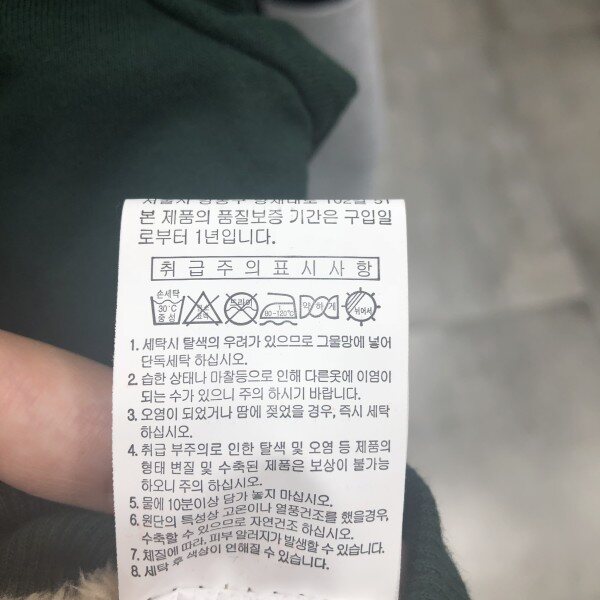 본 제품의 품질보증 기간은 구입일
로부터 1년입니다.
취급주의표시사항
손세탁
30°C
중성
드라이
80~120°C
약하게
뉘어서
1. 세탁시 탈색의 우려가 있으므로 그물망에 넣어
단독세탁 하십시오.
2. 습한 상태나 마찰등으로 인해 다른옷에 이염이
되는 수가 있으니 주의 하시기 바랍니다.
3. 오염이 되었거나 땀에 젖었을 경우, 즉시 세탁
하십시오.
4. 취급 부주의로 인한 탈색 및 오염 등 제품의
형태 변질 및 수축된 제품은 보상이 불가능
하오니 주의 하십시오.
5. 물에 10분이상 담가 놓지 마십시오.
6. 원단의 특성상 고온이나 열풍건조를 했을경우,
수축할 수 있으므로 자연건조 하십시오.
7. 체질에 따라, 피부 알러지가 발생할 수 있습니다.
8. 세탁 후 색상이 연해질 수 있습니다.